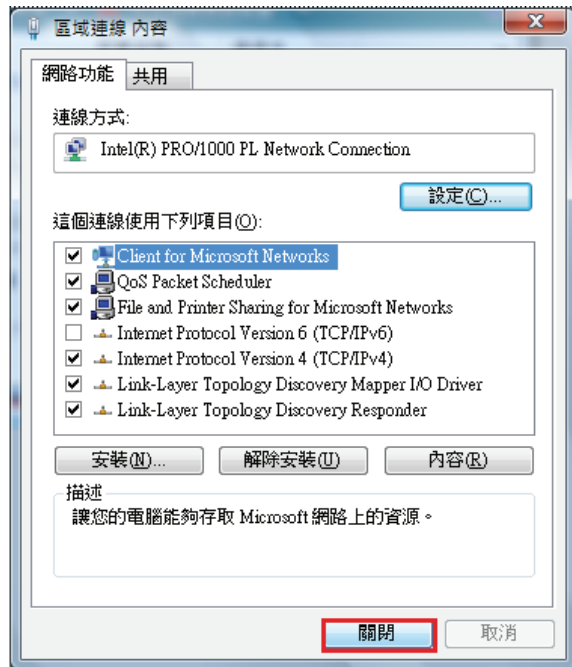 區域連線 內容
網路功能 共用
連線方式:
Intel(R) PRO/1000 PL Network Connection
設定(C)...
這個連線使用下列項目(O):
Client for Microsoft Networks
QoS Packet Scheduler
File and Printer Sharing for Microsoft Networks
Internet Protocol Version 6 (TCP/IPv6)
Internet Protocol Version 4 (TCP/IPv4)
Link-Layer Topology Discovery Mapper I/O Driver
Link-Layer Topology Discovery Responder
安裝(N)... 解除安裝(U) 內容(R)
描述
讓您的電腦能夠存取 Microsoft 網路上的資源。
關閉 取消